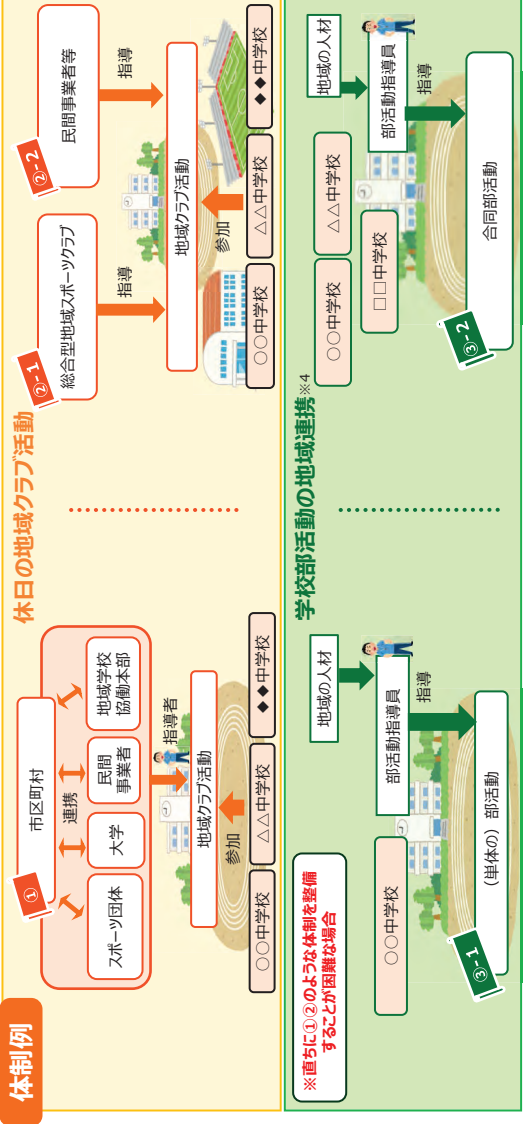 体制例
休日の地域クラブ活動
①
市区町村
連携
スポーツ団体
大学
民間
事業者
地域学校
協働本部
指導者
地域クラブ活動
参加
○○中学校
△△中学校
◆◆中学校
②-1
総合型地域スポーツクラブ
指導
②-2
民間事業者等
指導
地域クラブ活動
参加
○○中学校
△△中学校
◆◆中学校
※直ちに①②のような体制を整備
することが困難な場合
学校部活動の地域連携※4
③-1
○○中学校
地域の人材
部活動指導員
指導
(単体の)部活動
③-2
○○中学校
△△中学校
□□中学校
地域の人材
部活動指導員
指導
合同部活動